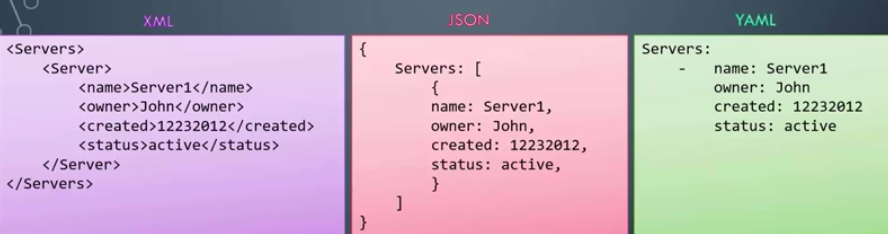 XML
<Servers>
    <Server>
        <name>Server1</name>
        <owner>John</owner>
        <created>12232012</created>
        <status>active</status>
    </Server>
</Servers>
JSON
{
    Servers: [
        {
        name: Server1,
        owner: John,
        created: 12232012,
        status: active,
        }
    ]
}
YAML
Servers:
    -   name: Server1
        owner: John
        created: 12232012
        status: active